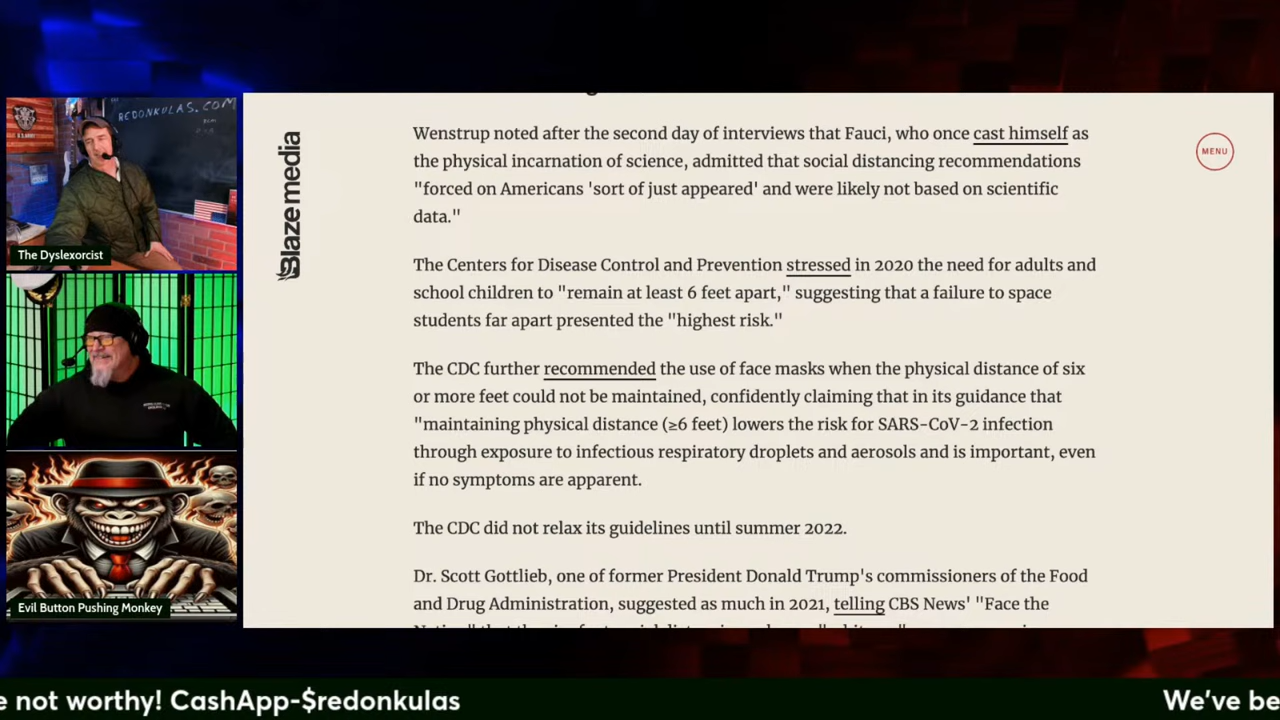 REDONKULAS.COM
U.S. ARMY
The Dyslexorcist
Evil Button Pushing Monkey
Blaze media
MENU
Wenstrup noted after the second day of interviews that Fauci, who once cast himself as
the physical incarnation of science, admitted that social distancing recommendations
"forced on Americans 'sort of just appeared' and were likely not based on scientific
data."
The Centers for Disease Control and Prevention stressed in 2020 the need for adults and
school children to "remain at least 6 feet apart," suggesting that a failure to space
students far apart presented the "highest risk."
The CDC further recommended the use of face masks when the physical distance of six
or more feet could not be maintained, confidently claiming that in its guidance that
"maintaining physical distance (≥6 feet) lowers the risk for SARS-CoV-2 infection
through exposure to infectious respiratory droplets and aerosols and is important, even
if no symptoms are apparent.
The CDC did not relax its guidelines until summer 2022.
Dr. Scott Gottlieb, one of former President Donald Trump's commissioners of the Food
and Drug Administration, suggested as much in 2021, telling CBS News' "Face the
e not worthy! CashApp-$redonkulas
We've be